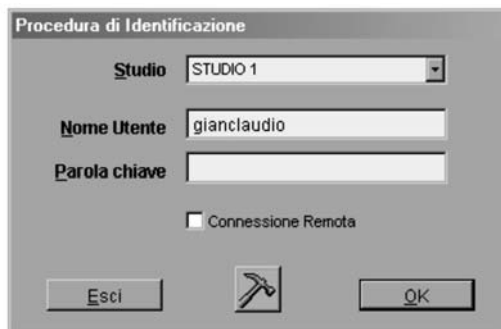 Procedura di Identificazione
Studio STUDIO 1
Nome Utente gianclaudio
Parola chiave
Connessione Remota
Esci OK